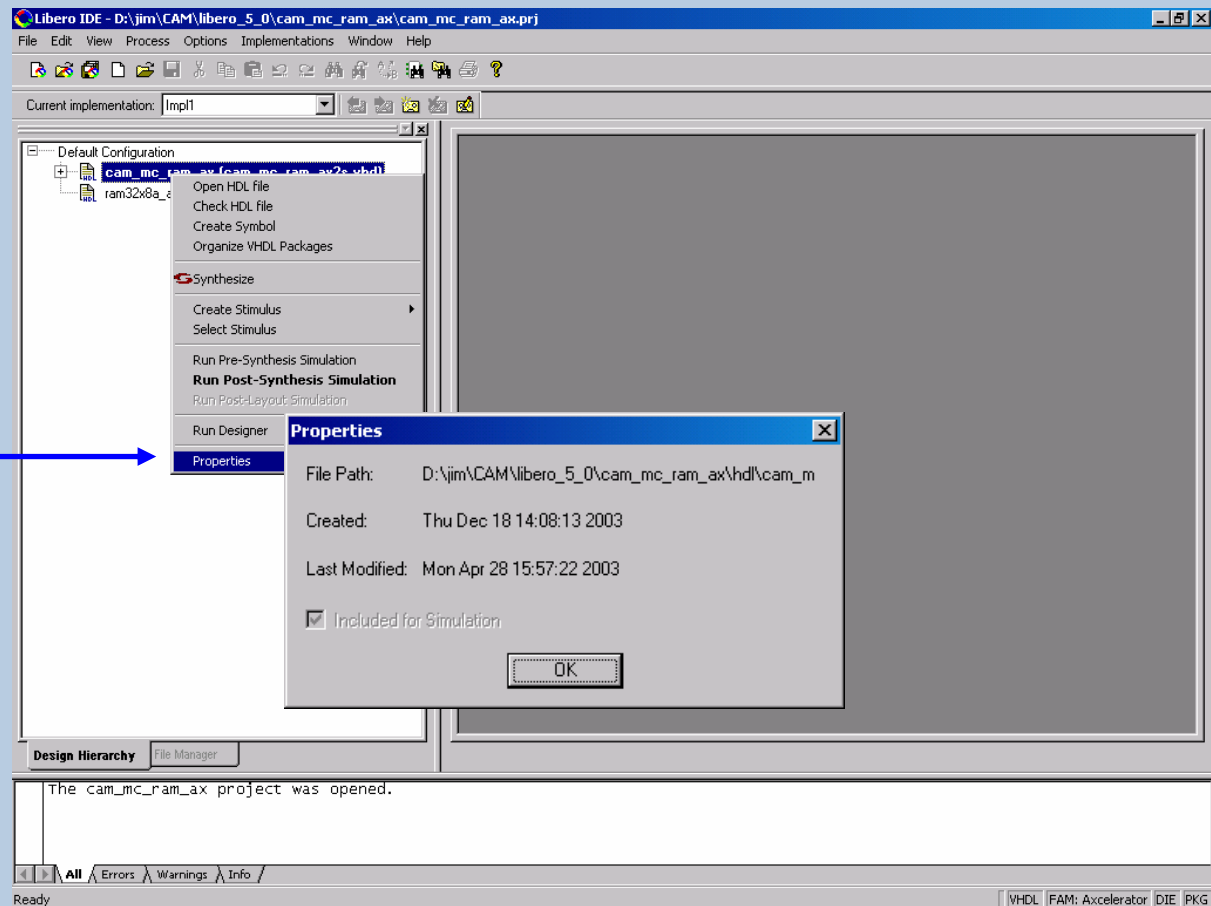 Libero IDE - D:\jim\CAM\libero_5_0\cam_mc_ram_ax\cam_mc_ram_ax.prj
File Edit View Process Options Implementations Window Help
Current implementation: Impl1
Default Configuration
cam_mc_ram_ax (cam_mc_ram_ax2s.vhd)
ram32x8a_a
Open HDL file
Check HDL file
Create Symbol
Organize VHDL Packages
Synthesize
Create Stimulus
Select Stimulus
Run Pre-Synthesis Simulation
Run Post-Synthesis Simulation
Run Post-Layout Simulation
Run Designer
Properties
Properties
File Path: D:\jim\CAM\libero_5_0\cam_mc_ram_ax\hdl\cam_m
Created: Thu Dec 18 14:08:13 2003
Last Modified: Mon Apr 28 15:57:22 2003
Included for Simulation
OK
Design Hierarchy File Manager
The cam_mc_ram_ax project was opened.
All Errors Warnings Info
Ready VHDL FAM: Axcelerator DIE PKG